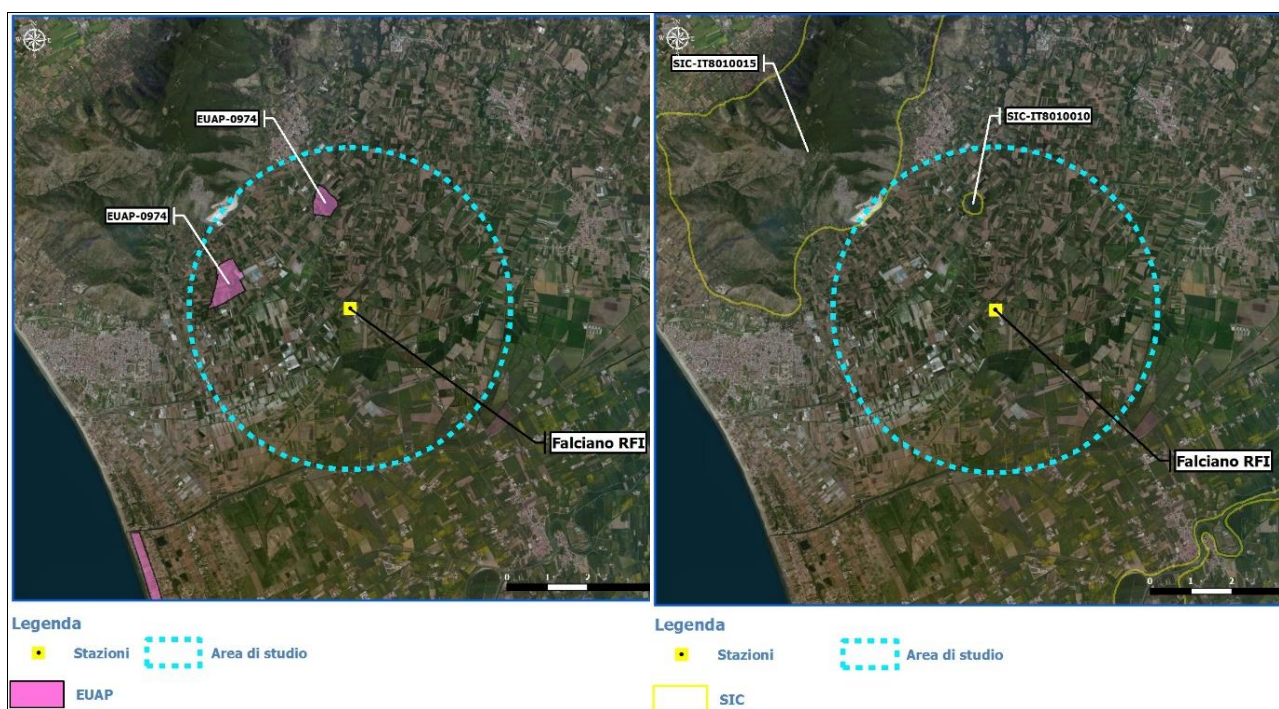 EUAP-0974
EUAP-0974
Falciano RFI
0 1 2
Legenda
Stazioni
Area di studio
EUAP
SIC-IT8010015
SIC-IT8010010
Falciano RFI
0 1 2
Legenda
Stazioni
Area di studio
SIC